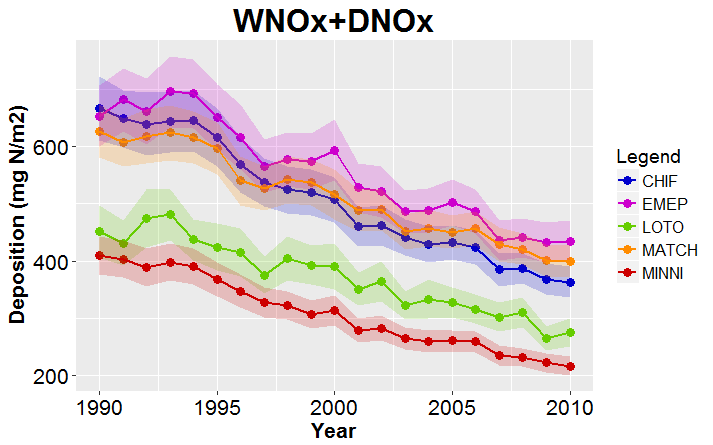 WNOx+DNOx
Deposition (mg N/m2)
600
400
200
1990 1995 2000 2005 2010
Year
Legend
CHIF
EMEP
LOTO
MATCH
MINNI